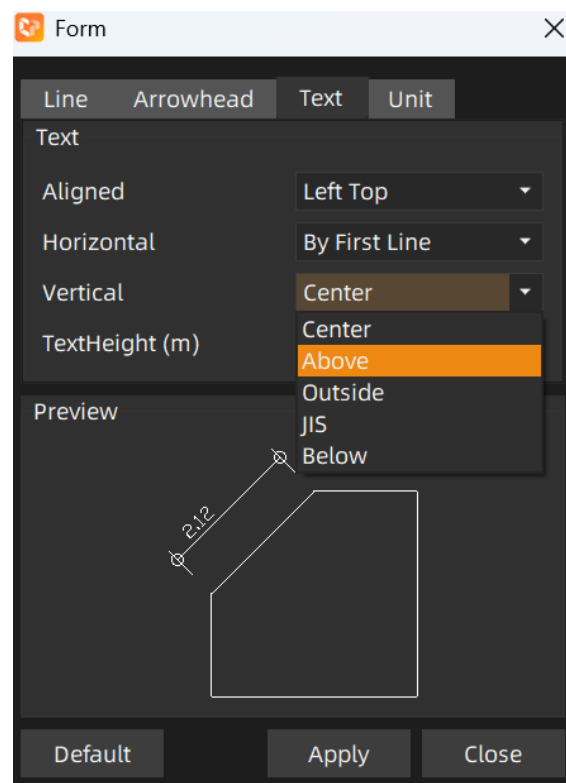 Form
Line Arrowhead Text Unit
Text
Aligned Left Top
Horizontal By First Line
Vertical Center
TextHeight (m)
Center
Above
Outside
JIS
Below
Preview
2.12
Default Apply Close